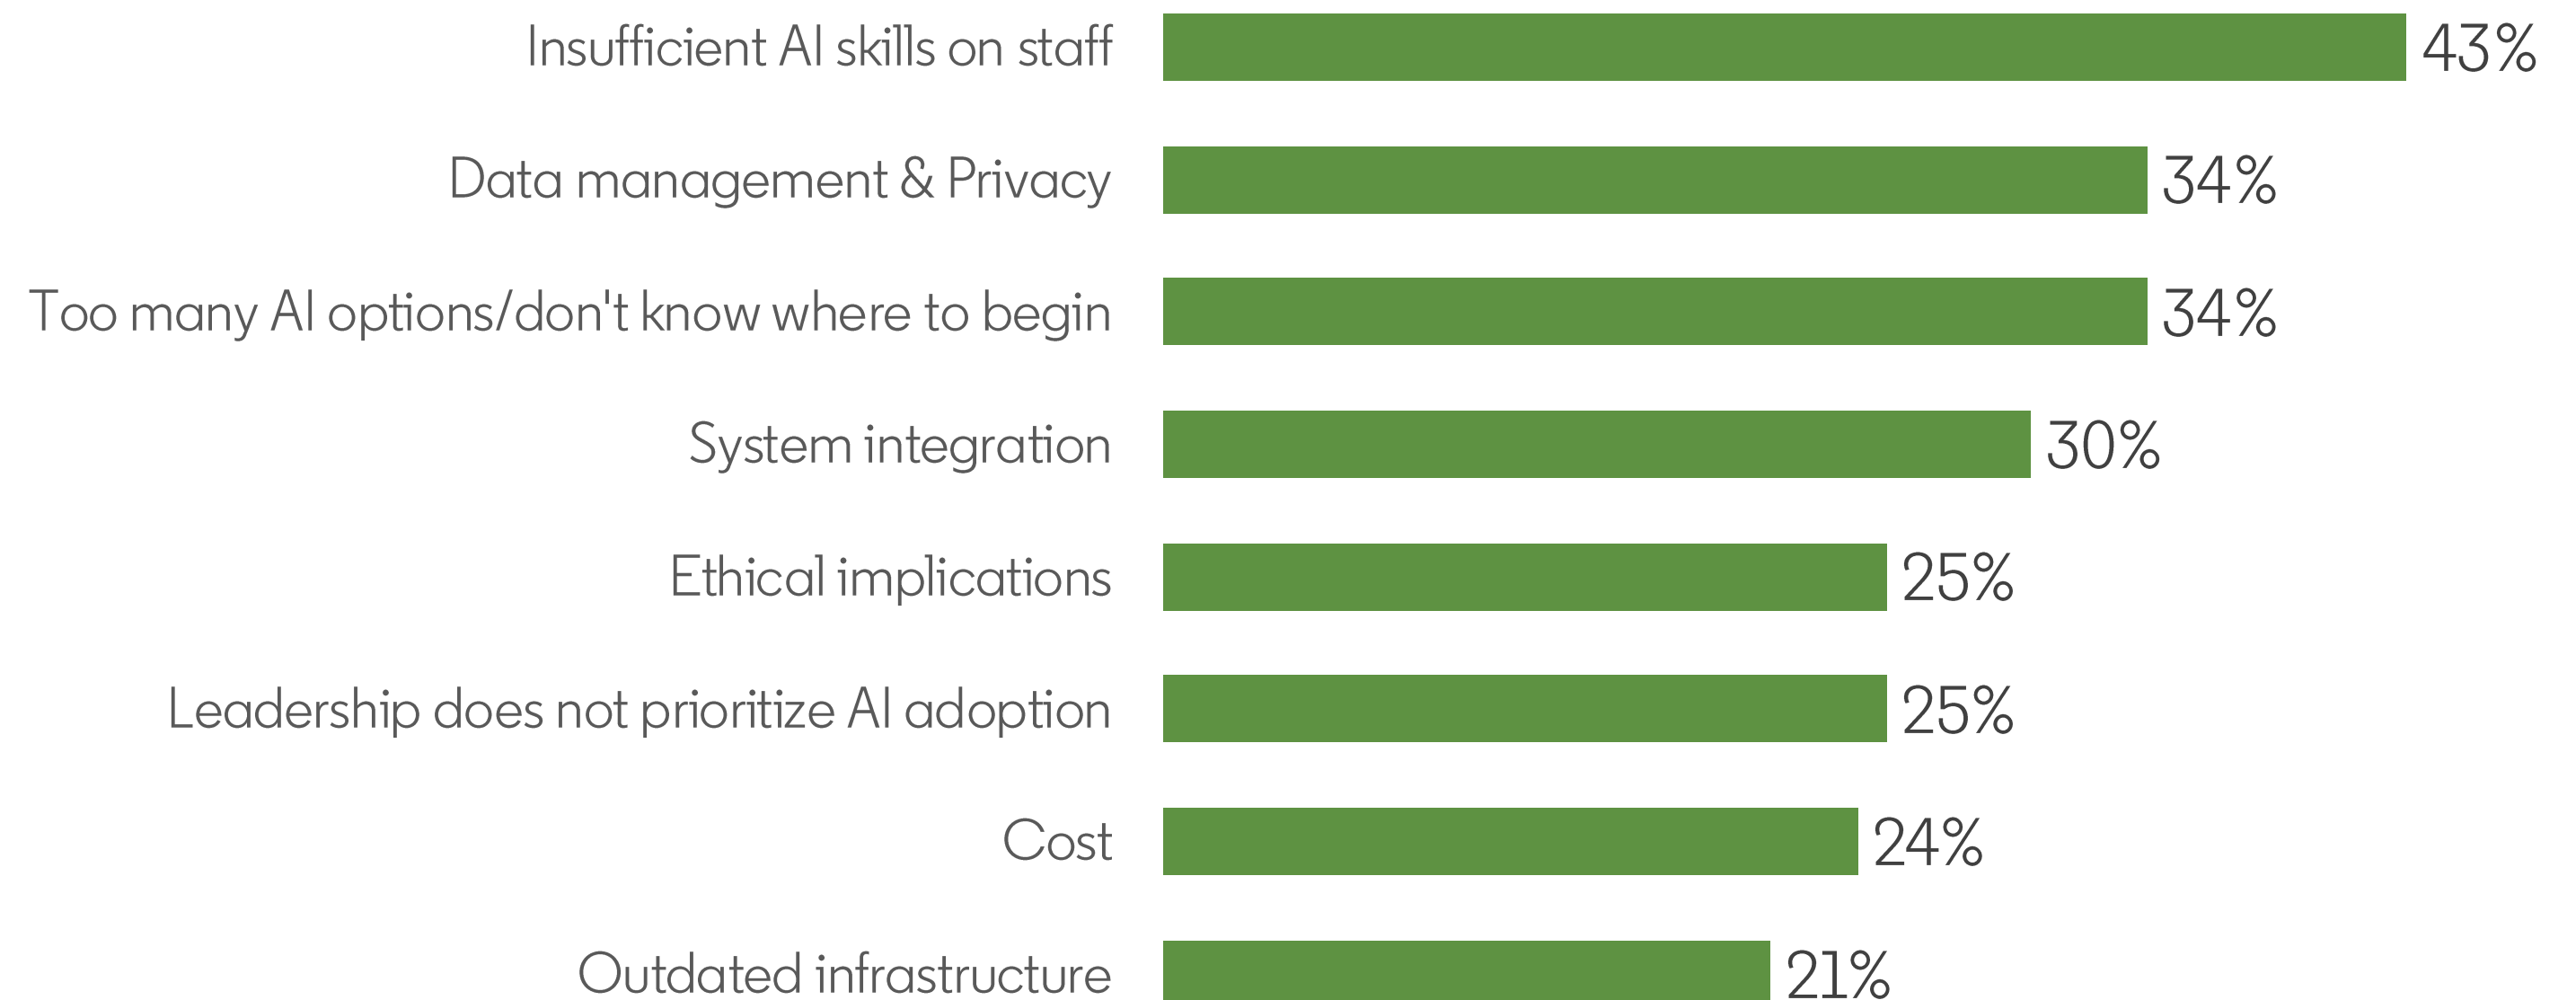 Insufficient AI skills on staff 43%
Data management & Privacy 34%
Too many AI options/don't know where to begin 34%
System integration 30%
Ethical implications 25%
Leadership does not prioritize AI adoption 25%
Cost 24%
Outdated infrastructure 21%